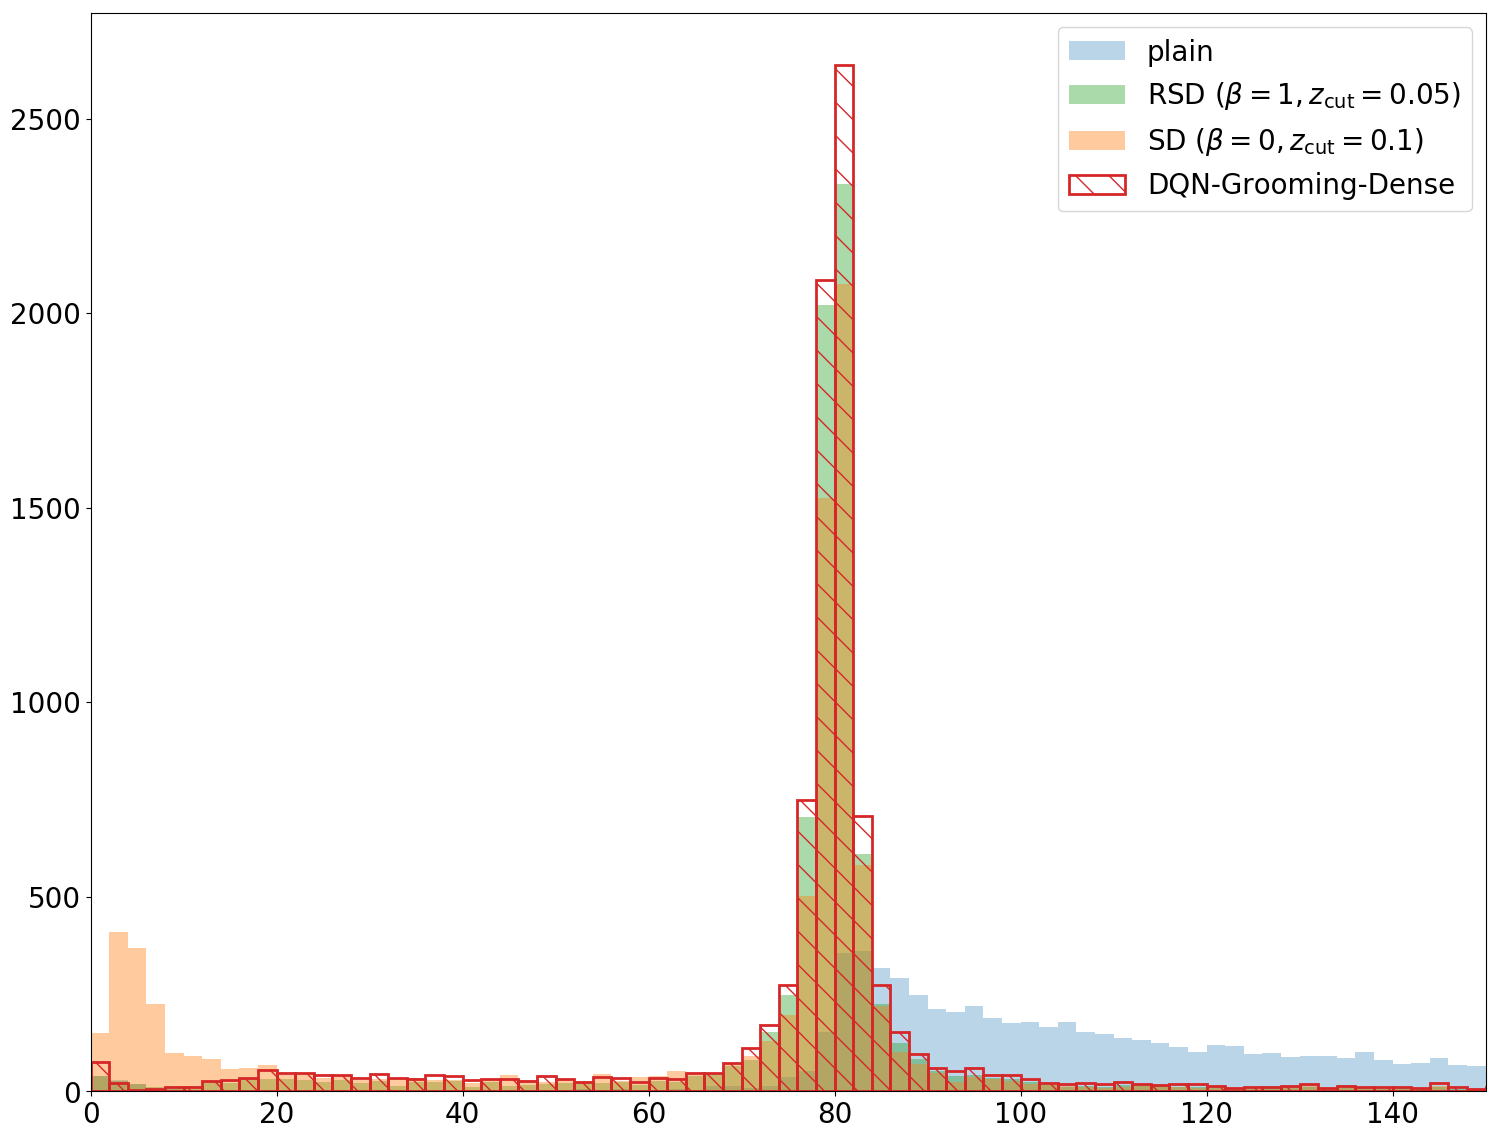 plain
RSD (β = 1, z_cut = 0.05)
SD (β = 0, z_cut = 0.1)
DQN-Grooming-Dense
2500
2000
1500
1000
500
0
0 20 40 60 80 100 120 140